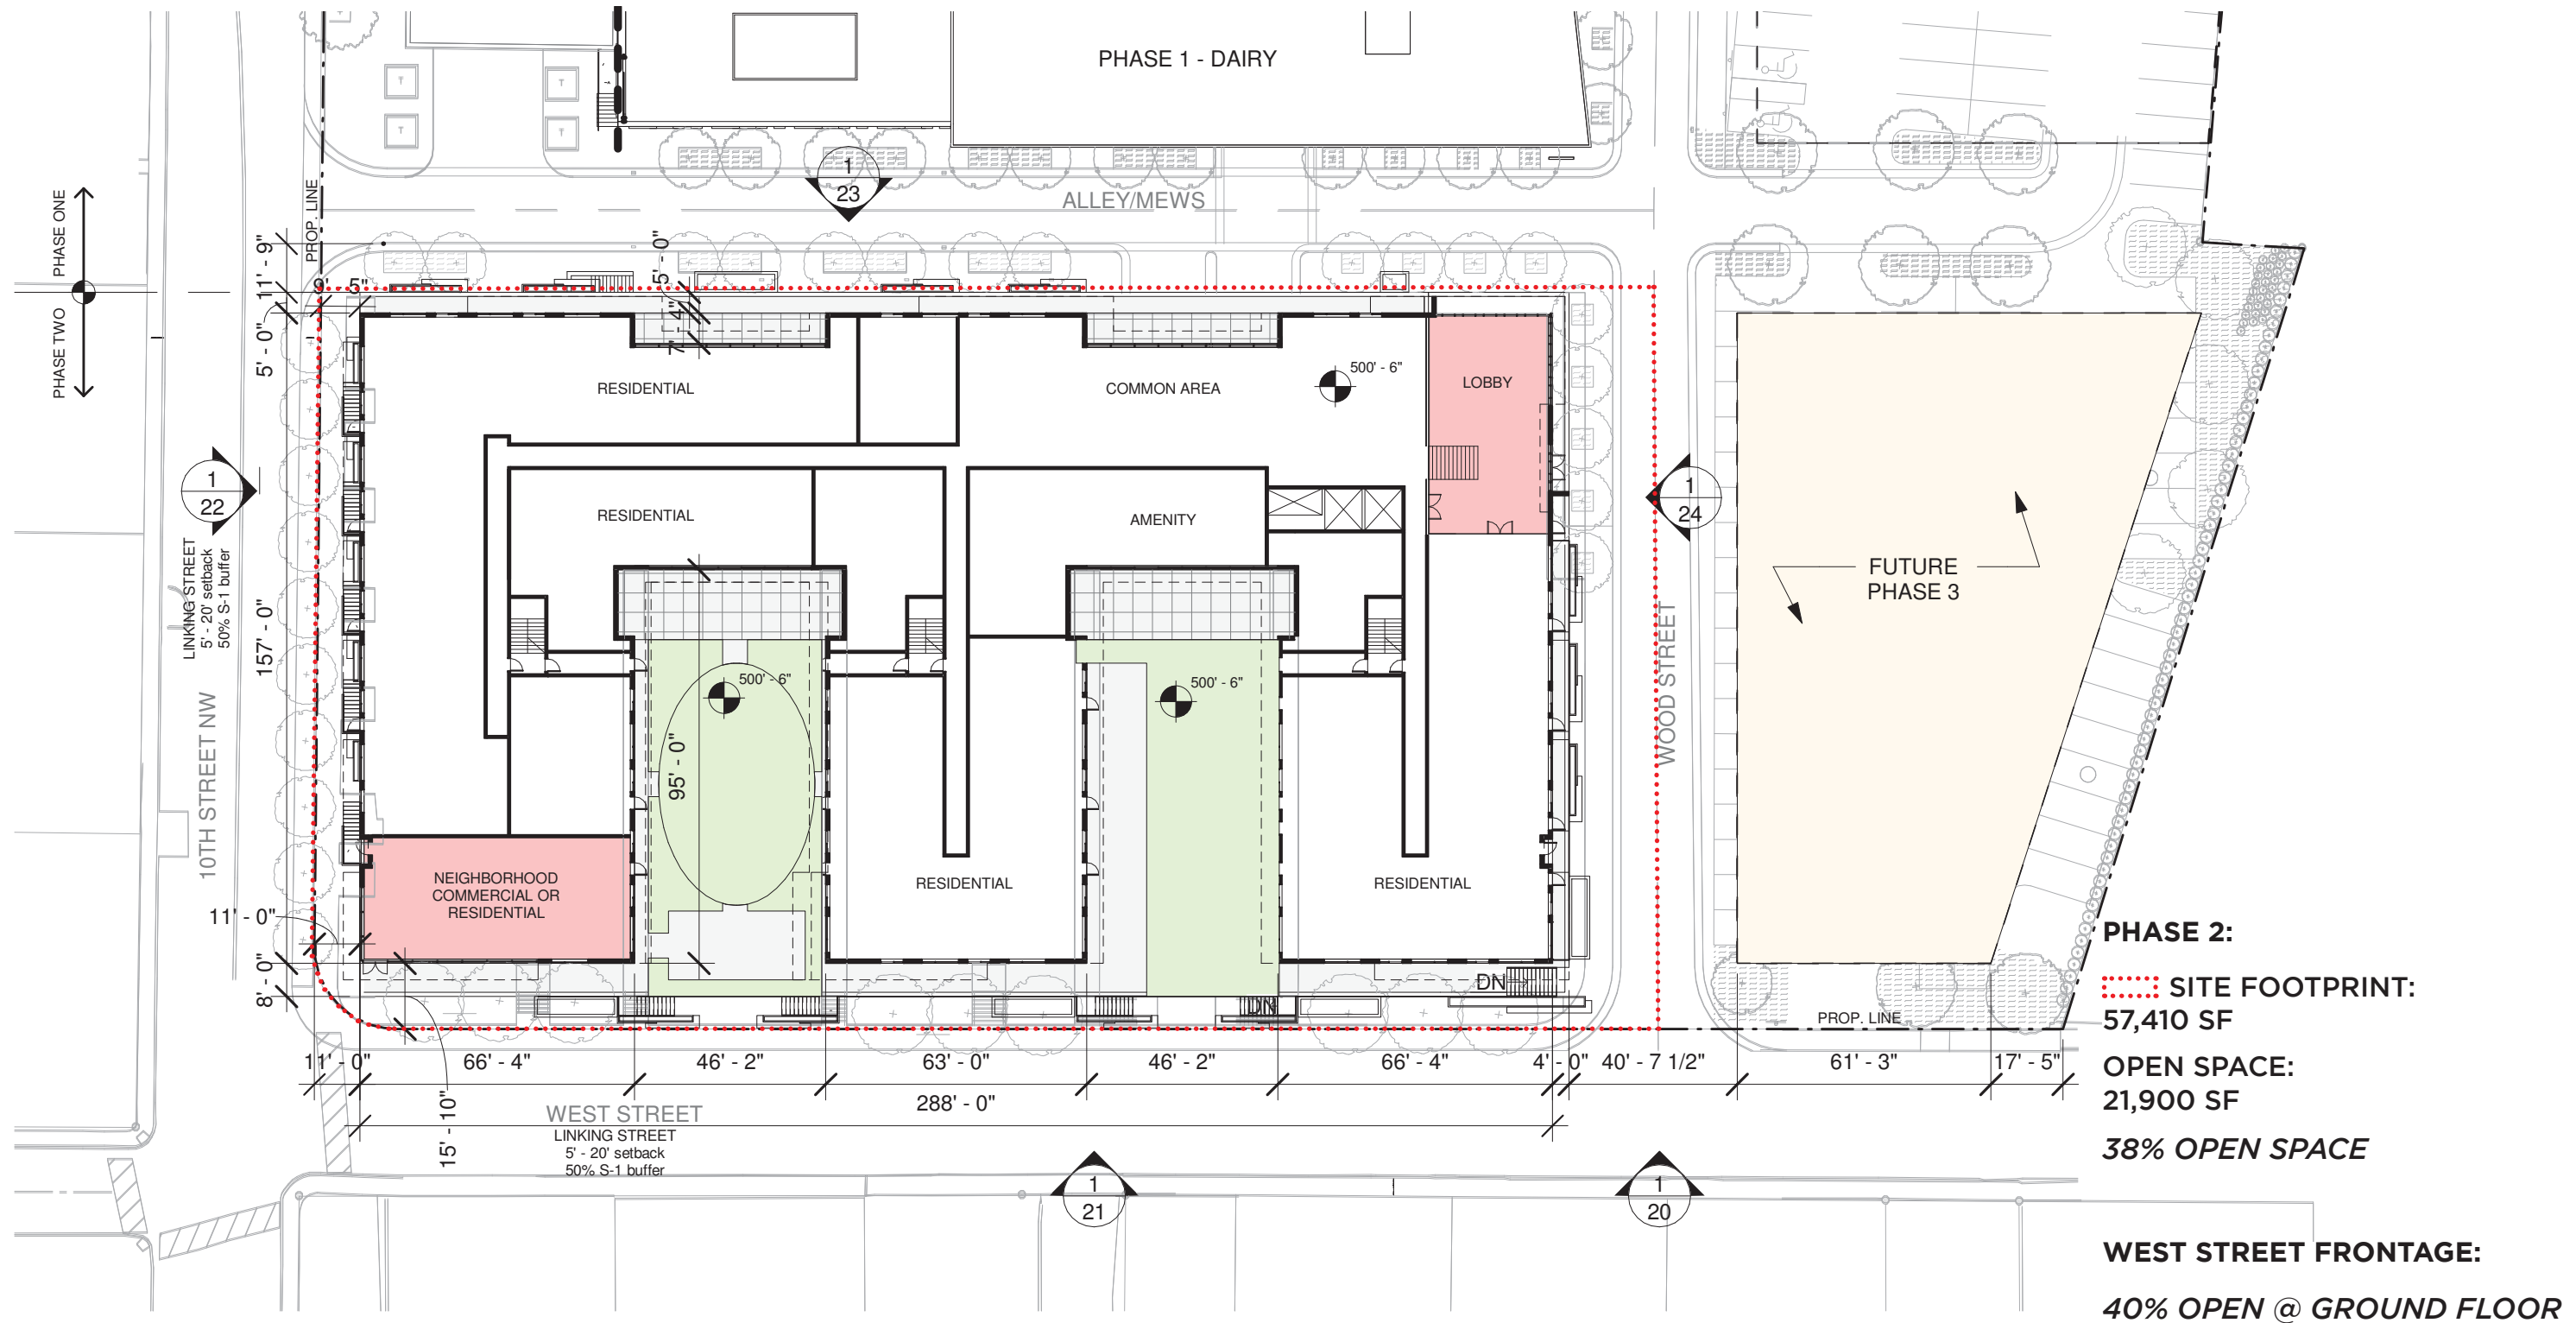 PHASE 1 - DAIRY
1
23
ALLEY/MEWS
PHASE ONE
PHASE TWO
PROP. LINE
11' - 9"
9' - 5"
5' - 0"
5' - 0"
7' - 4"
RESIDENTIAL
COMMON AREA
500' - 6"
LOBBY
1
22
LINKING STREET
5' - 20' setback
50% S-1 buffer
RESIDENTIAL
AMENITY
1
24
FUTURE
PHASE 3
157' - 0"
10TH STREET NW
WOOD STREET
500' - 6"
500' - 6"
95' - 0"
NEIGHBORHOOD
COMMERCIAL OR
RESIDENTIAL
RESIDENTIAL
RESIDENTIAL
11' - 0"
8' - 0"
DN
DN
PROP. LINE
11' - 0"
66' - 4"
46' - 2"
63' - 0"
46' - 2"
66' - 4"
4' - 0"
40' - 7 1/2"
61' - 3"
17' - 5"
288' - 0"
15' - 10"
WEST STREET
LINKING STREET
5' - 20' setback
50% S-1 buffer
1
21
1
20
PHASE 2:
SITE FOOTPRINT:
57,410 SF
OPEN SPACE:
21,900 SF
38% OPEN SPACE
WEST STREET FRONTAGE:
40% OPEN @ GROUND FLOOR